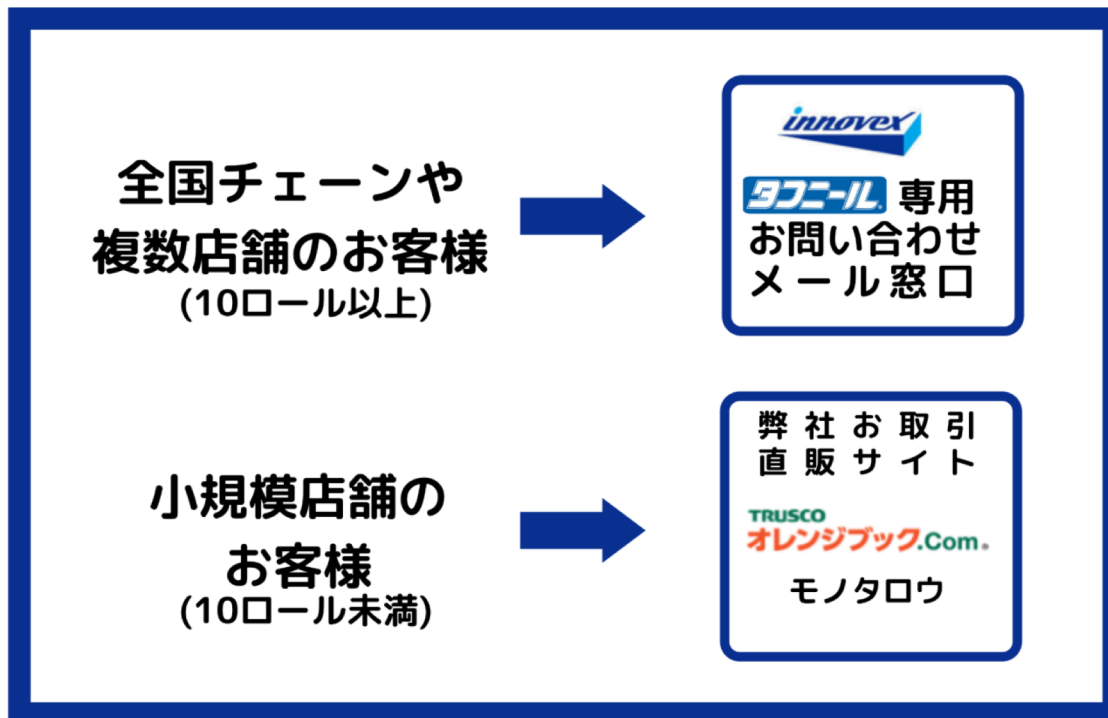 全国チェーンや
複数店舗のお客様
(10ロール以上)
innovex
タフニール 専用
お問い合わせ
メール窓口
小規模店舗の
お客様
(10ロール未満)
弊社お取引
直販サイト
TRUSCO
オレンジブック.Com
モノタロウ